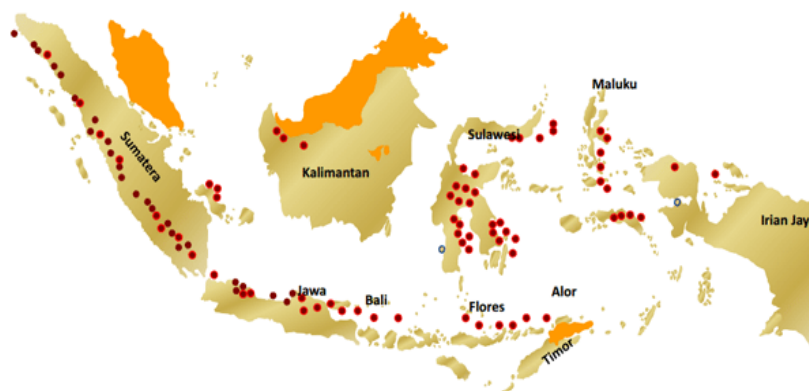 Maluku
Sulawesi
Sumatera
Kalimantan
Irian Jay
Jawa
Bali
Flores
Alor
Timor